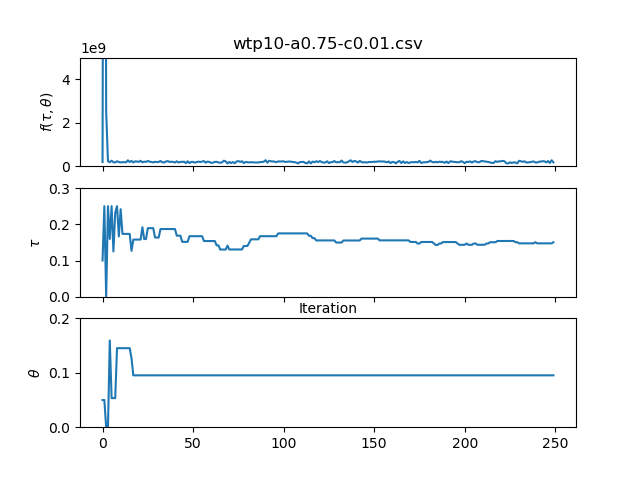 wtp10-a0.75-c0.01.csv
1e9
4
2
0
f(τ, θ)
0.3
0.2
0.1
0.0
τ
Iteration
0.2
0.1
0.0
θ
0 50 100 150 200 250